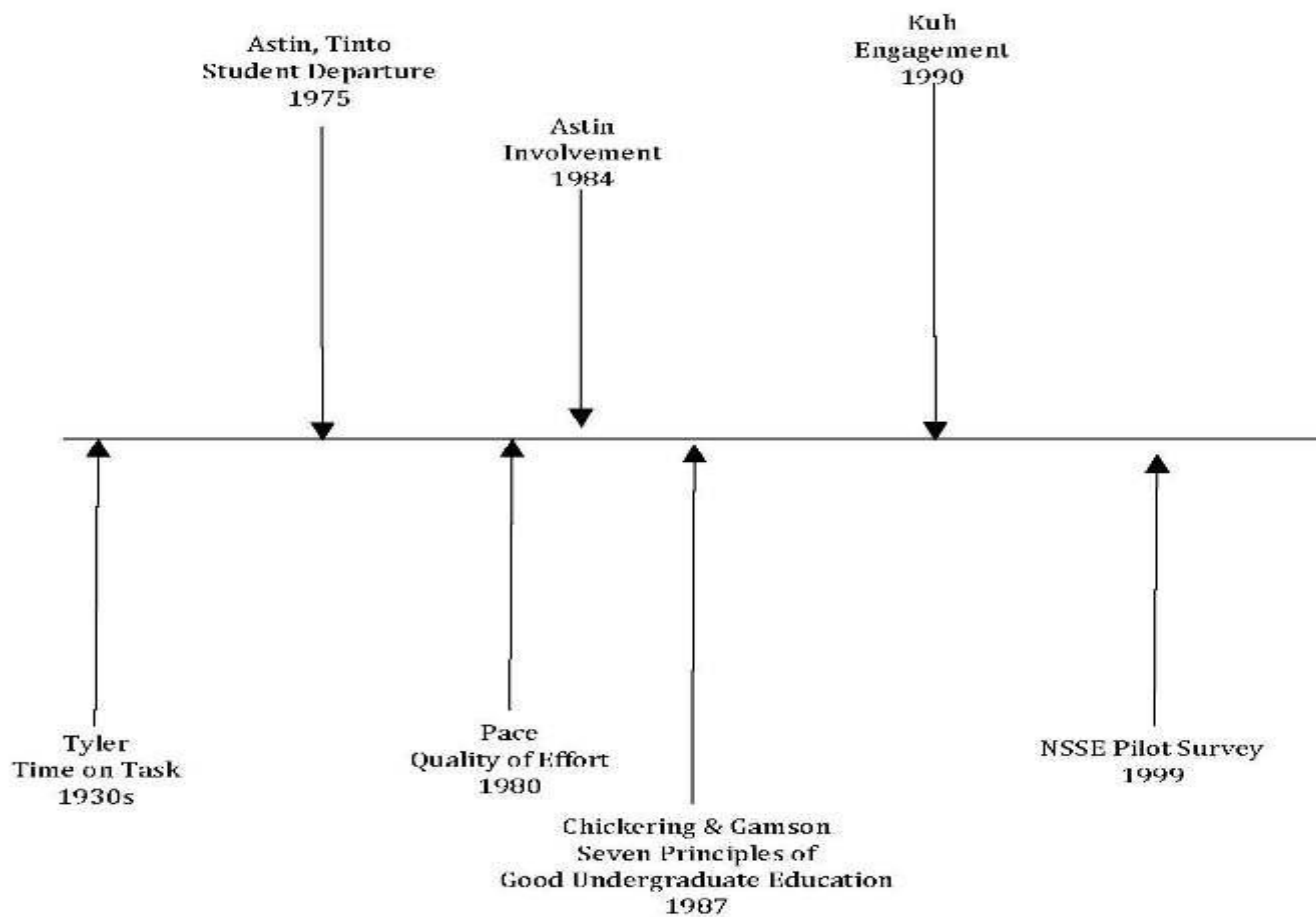 Astin, Tinto
Student Departure
1975
Kuh
Engagement
1990
Astin
Involvement
1984
Tyler
Time on Task
1930s
Pace
Quality of Effort
1980
NSSE Pilot Survey
1999
Chickering & Gamson
Seven Principles of
Good Undergraduate Education
1987